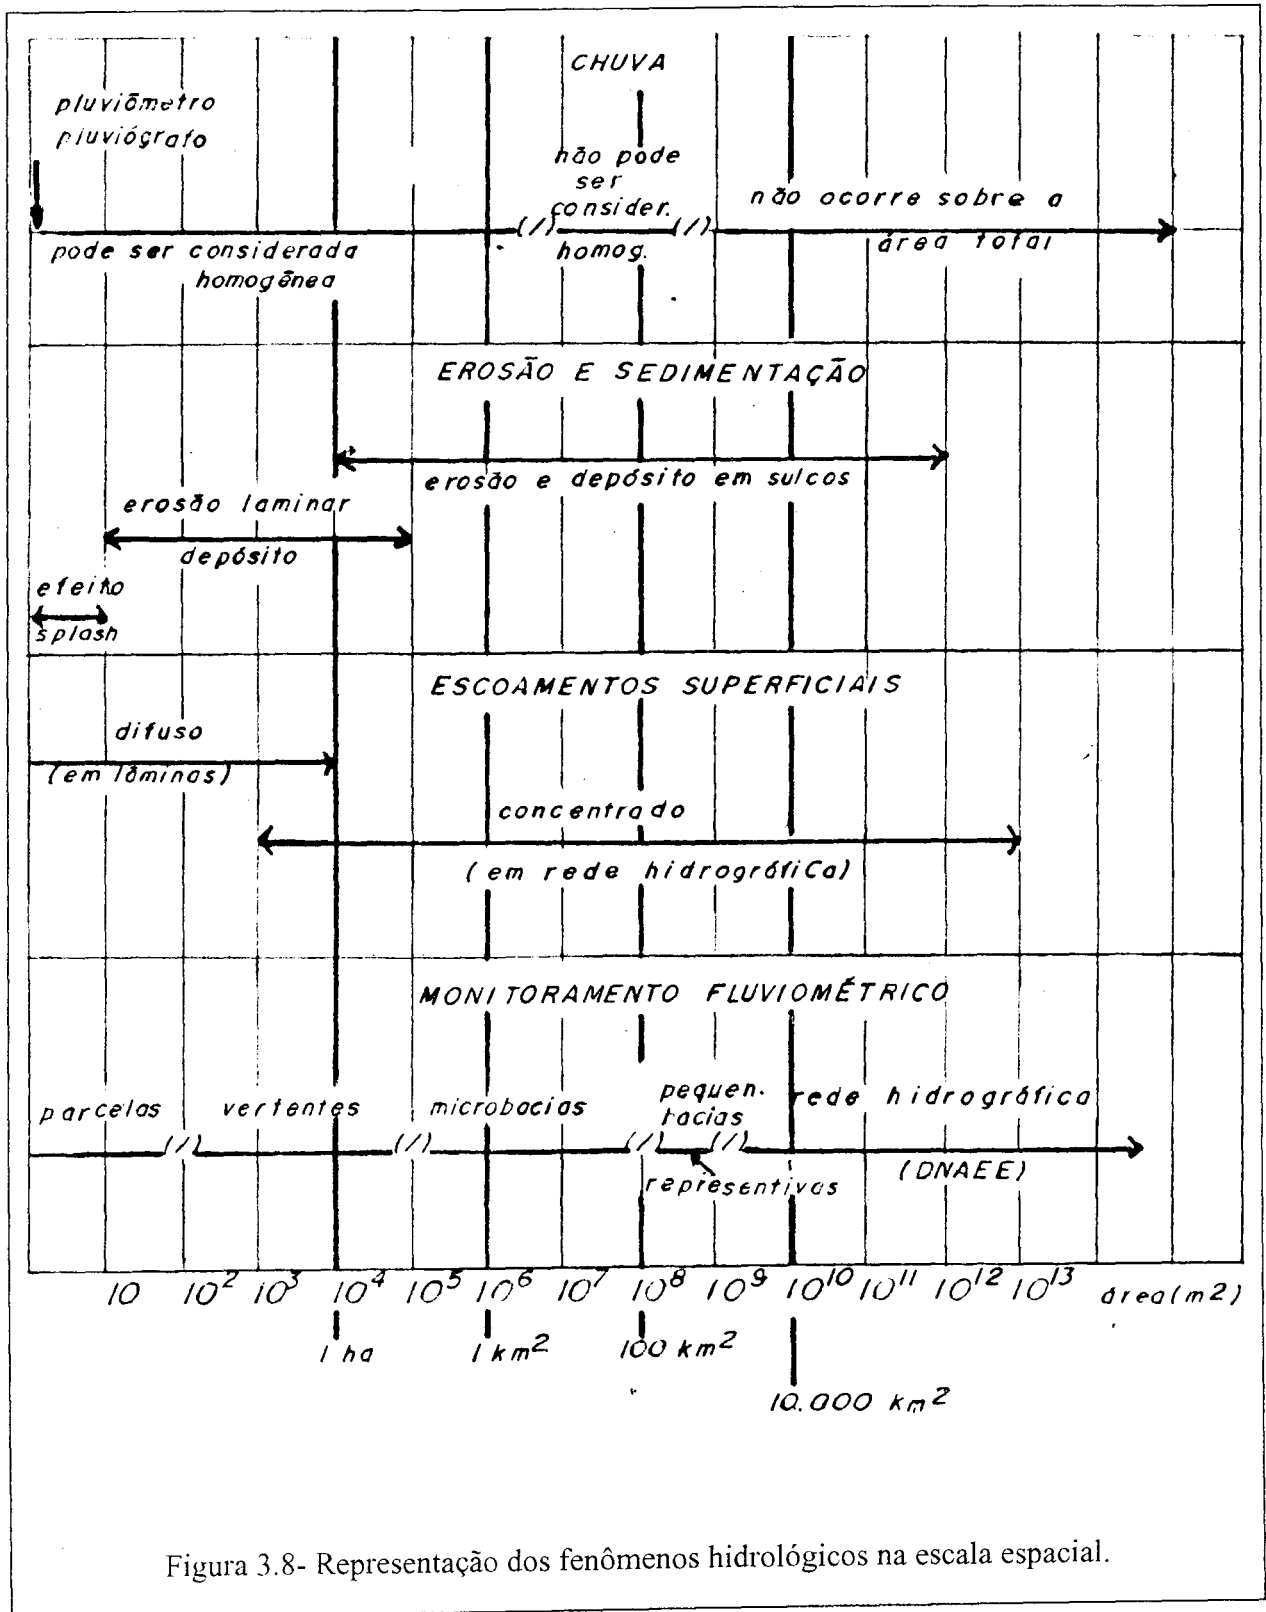 CHUVA
pluviômetro
pluviógrafo
não pode
ser
consider.
homog.
não ocorre sobre a
área total
(/) (/)
pode ser considerada
homogênea
EROSÃO E SEDIMENTAÇÃO
erosão e depósito em sulcos
erosão laminar
depósito
efeito
splash
ESCOAMENTOS SUPERFICIAIS
difuso
(em lâminas)
concentrado
(em rede hidrográfiCa)
MONITORAMENTO FLUVIOMÉTRICO
parcelas vertentes microbacias
pequen.
bacias
rede hidrográfica
(/) (/) (/) (/)
representivas
(DNAEE)
10 10² 10³ 10⁴ 10⁵ 10⁶ 10⁷ 10⁸ 10⁹ 10¹⁰ 10¹¹ 10¹² 10¹³ área(m2)
1 ha 1 km² 100 km²
10.000 km²
Figura 3.8- Representação dos fenômenos hidrológicos na escala espacial.